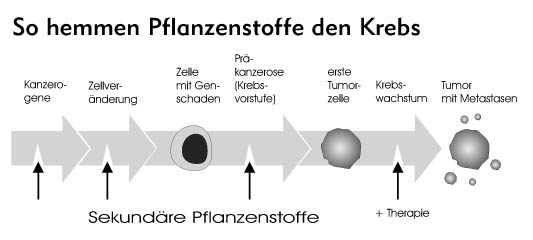 So hemmen Pflanzenstoffe den Krebs
Kanzero-
gene
Zellver-
änderung
Zelle
mit Gen-
schaden
Prä-
kanzerose
(Krebs-
vorstufe)
erste
Tumor-
zelle
Krebs-
wachstum
Tumor
mit Metastasen
Sekundäre Pflanzenstoffe
+ Therapie